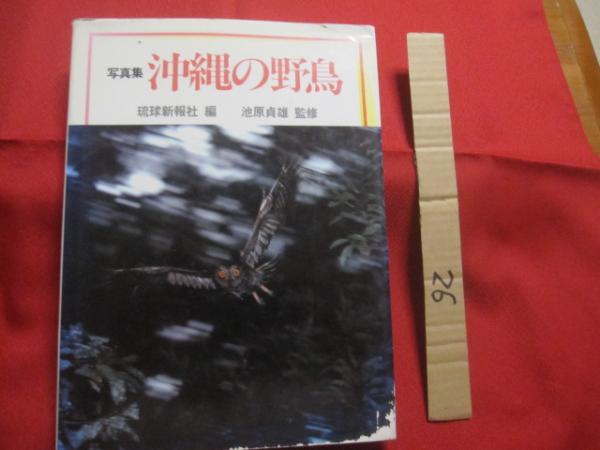 写真集 沖縄の野鳥
琉球新報社 編 池原貞雄 監修
26